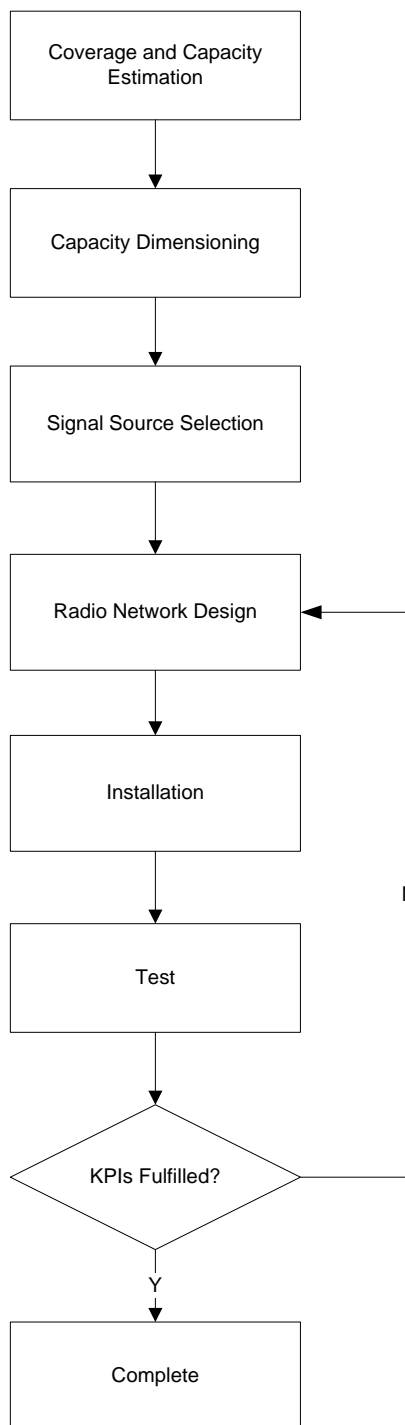 Coverage and Capacity
Estimation
Capacity Dimensioning
Signal Source Selection
Radio Network Design
Installation
Test
KPIs Fulfilled?
Y
Complete